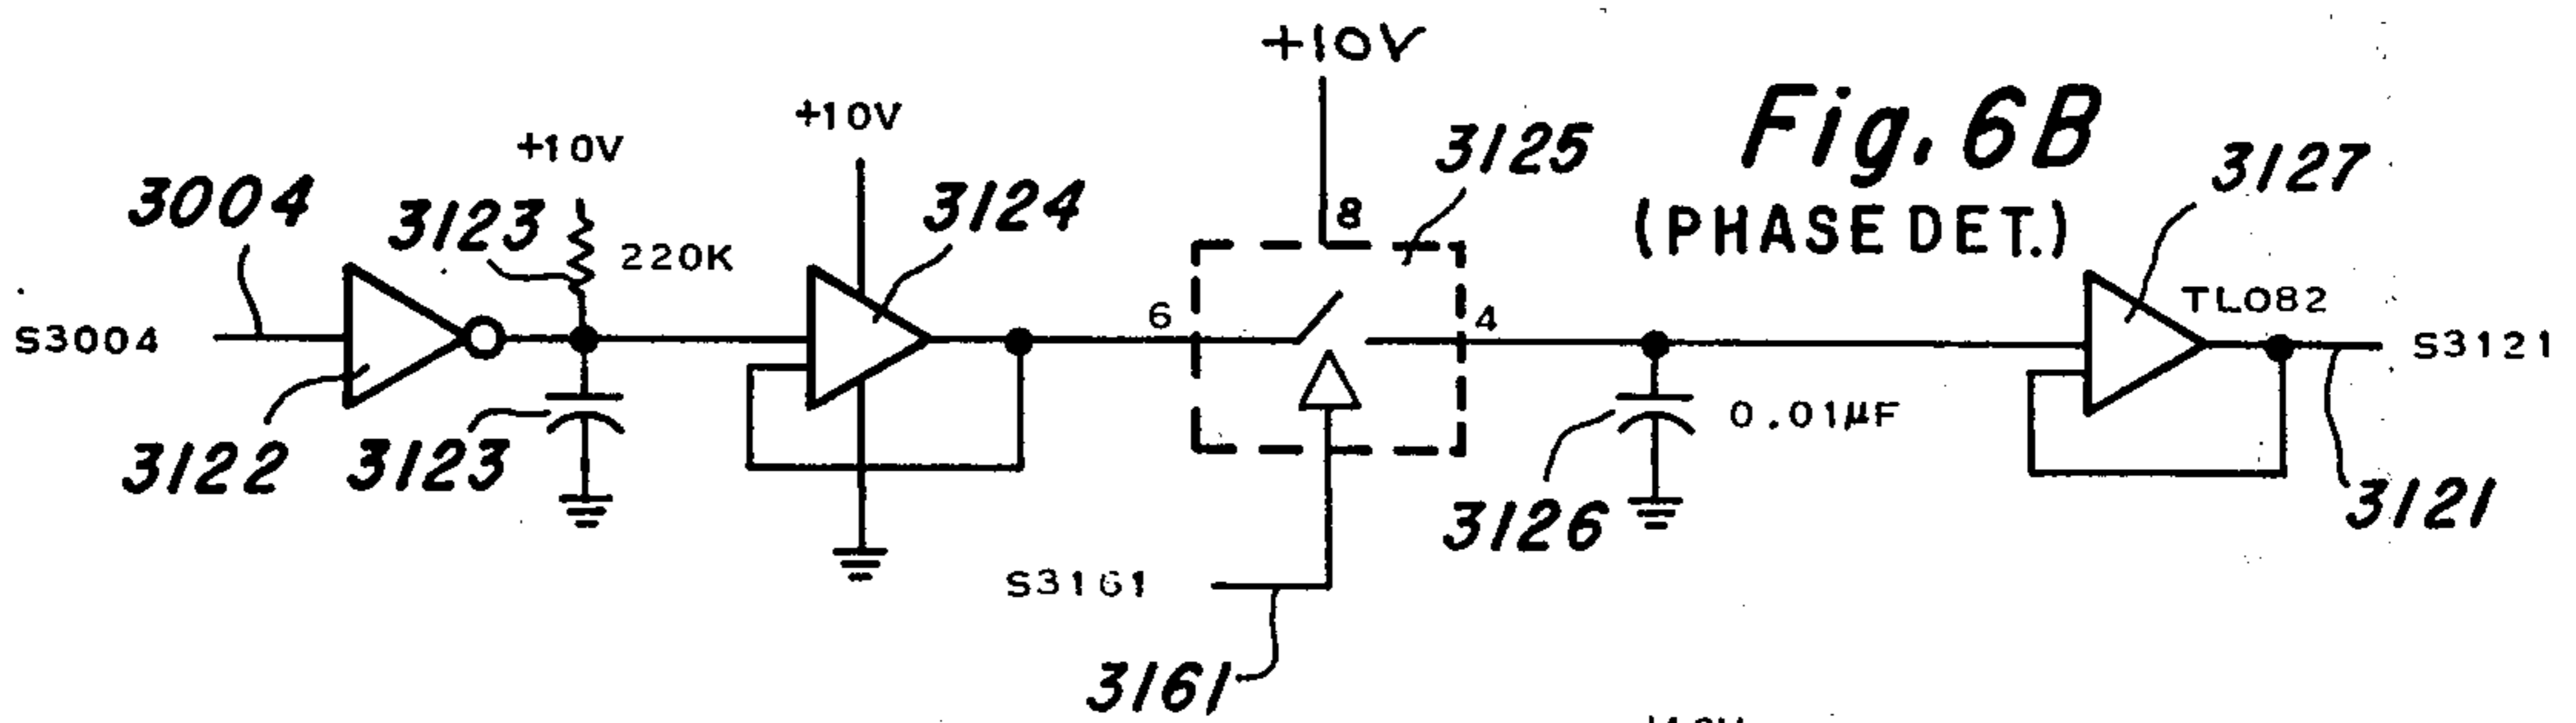 +10V
Fig. 6B
(PHASE DET.)
+10V
+10V
3125
3127
3004
3123
220K
3124
8
TL082
S3004
6
4
S3121
3122
3123
0.01µF
3126
3121
S3161
3161